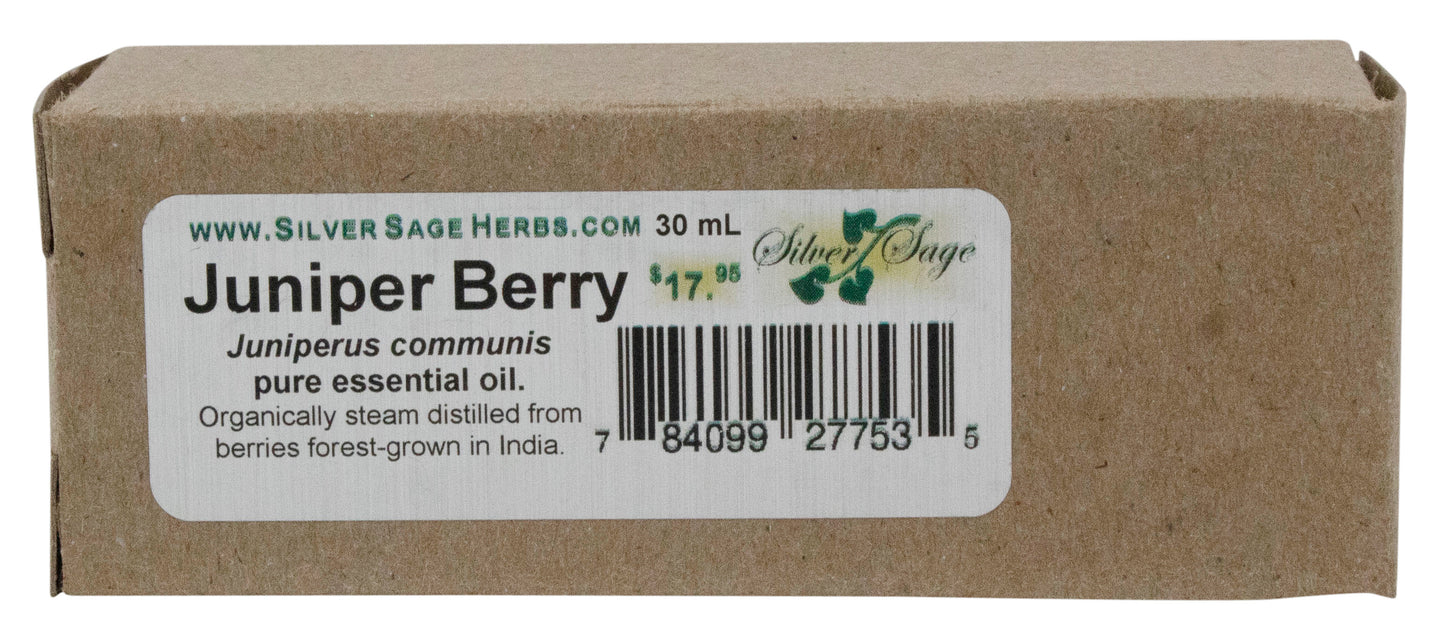 www.SilverSageHerbs.com 30 mL
Silver Sage
Juniper Berry $17.95
Juniperus communis
pure essential oil.
Organically steam distilled from
berries forest-grown in India.
7 84099 27753 5